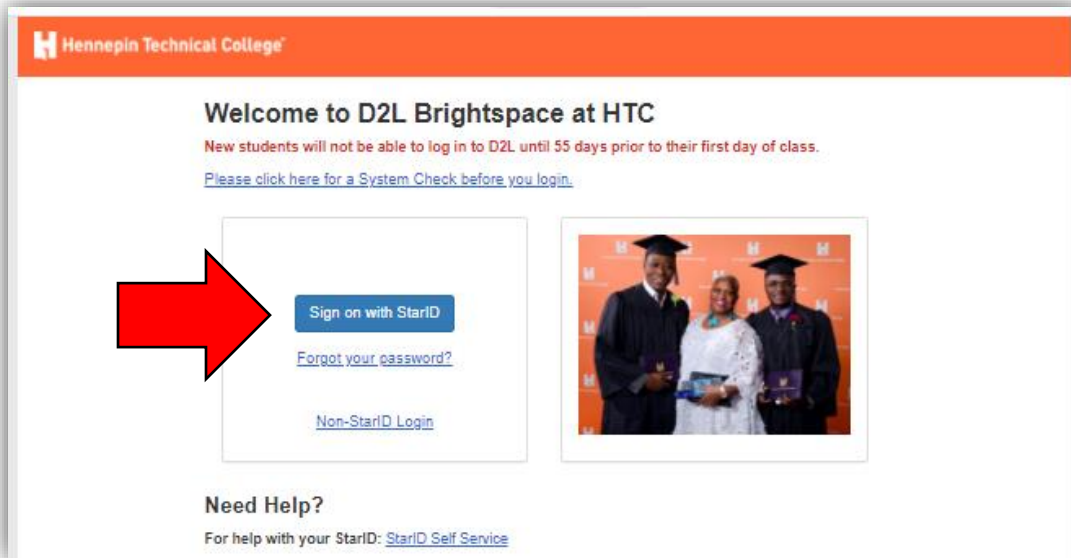 Hennepin Technical College
Welcome to D2L Brightspace at HTC
New students will not be able to log in to D2L until 55 days prior to their first day of class.
Please click here for a System Check before you login.
Sign on with StarID
Forgot your password?
Non-StarID Login
Need Help?
For help with your StarID: StarID Self Service